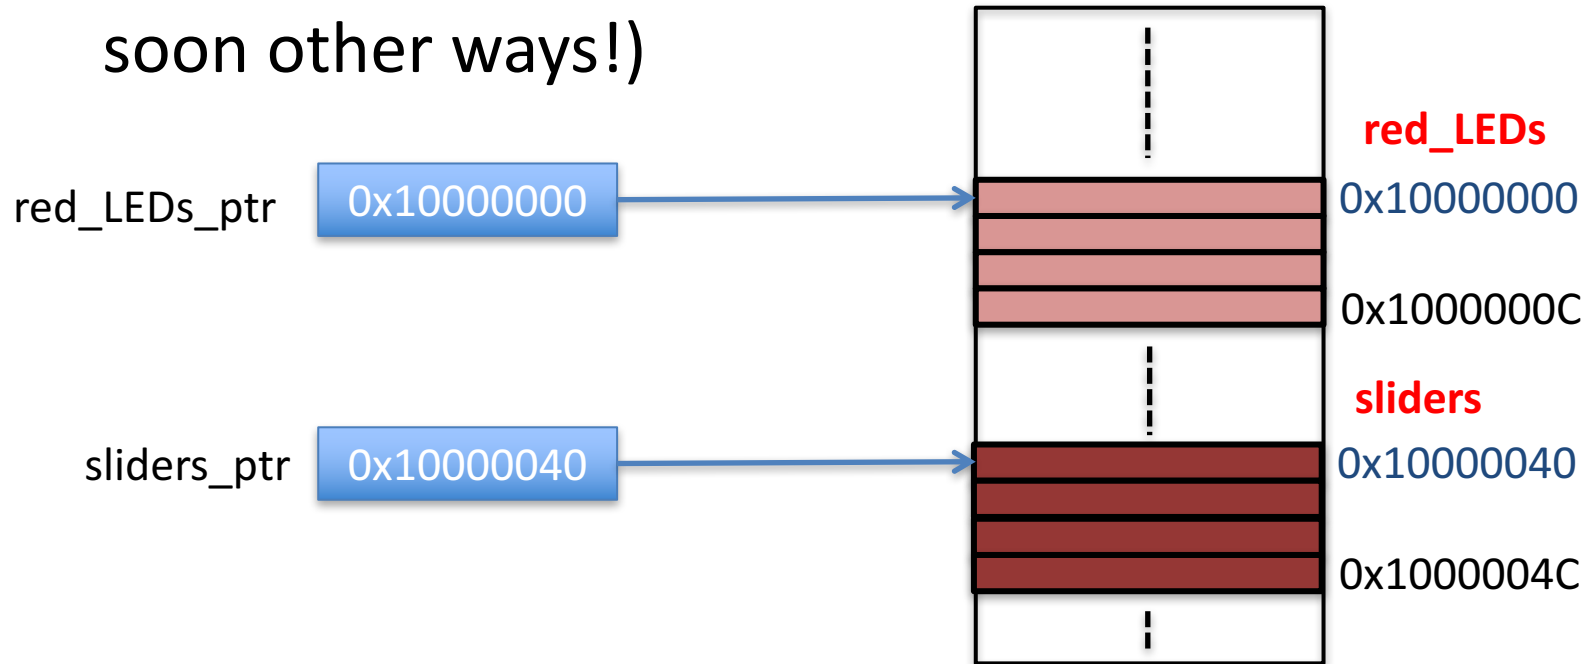 soon other ways!)
red_LEDs
red_LEDs_ptr 0x10000000 0x10000000
0x1000000C
sliders
sliders_ptr 0x10000040 0x10000040
0x1000004C